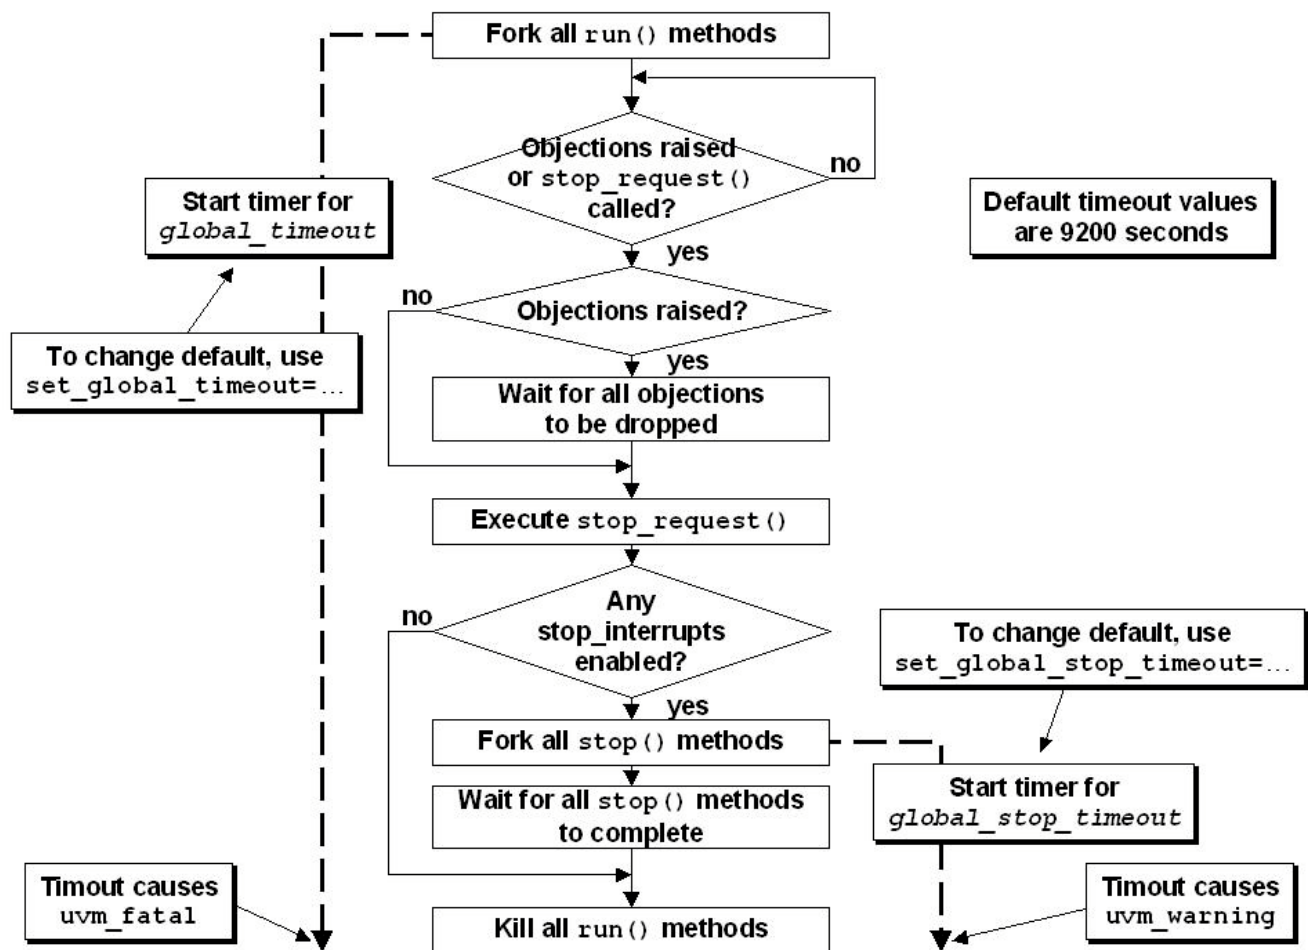 Fork all run() methods
Objections raised
or stop_request()
called?
no
Start timer for
global_timeout
Default timeout values
are 9200 seconds
yes
no
Objections raised?
To change default, use
set_global_timeout=...
yes
Wait for all objections
to be dropped
Execute stop_request()
no
Any
stop_interrupts
enabled?
To change default, use
set_global_stop_timeout=...
yes
Fork all stop() methods
Wait for all stop() methods
to complete
Start timer for
global_stop_timeout
Timout causes
uvm_fatal
Timout causes
uvm_warning
Kill all run() methods